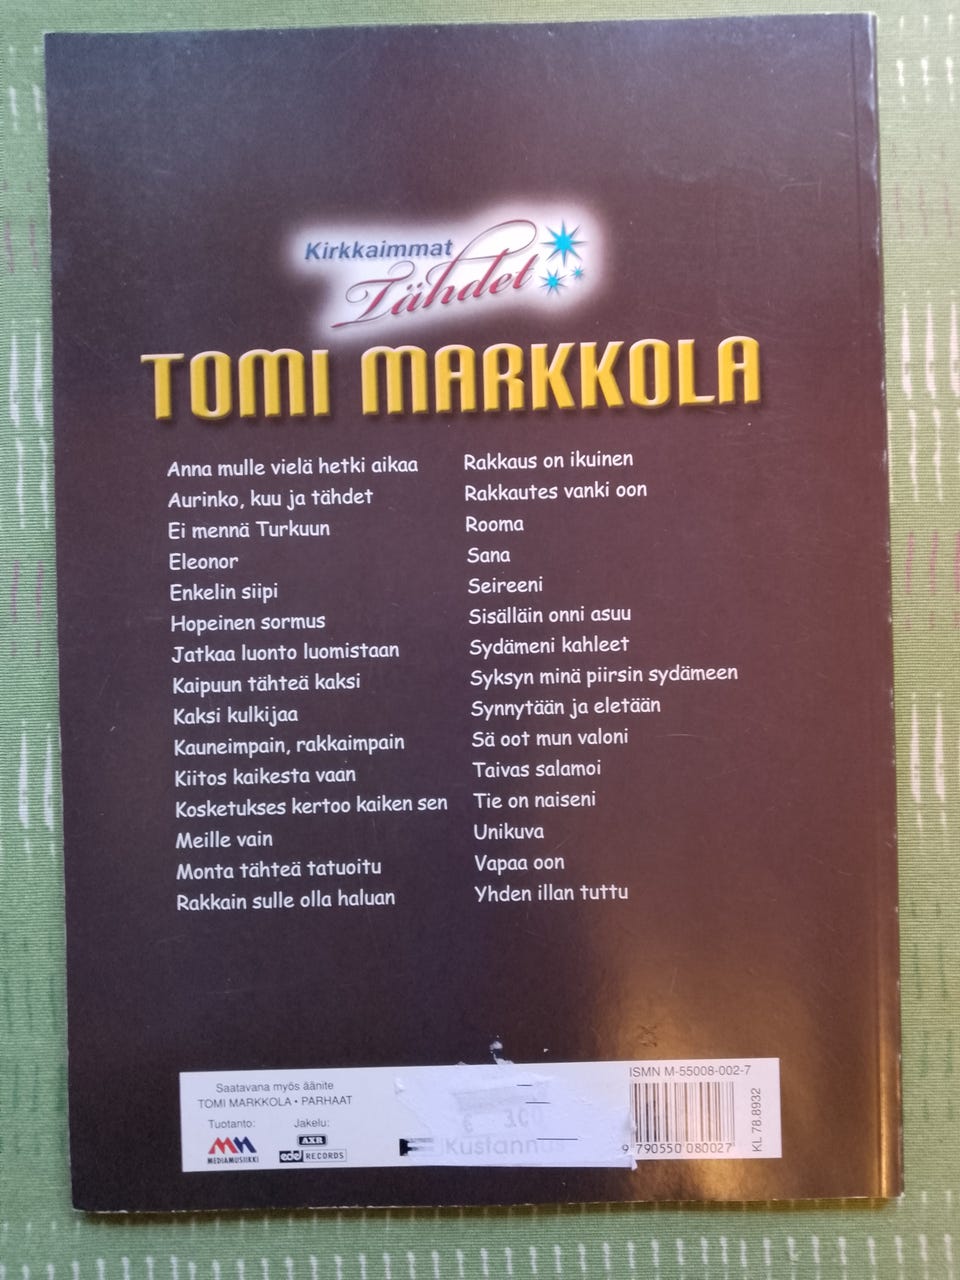 Kirkkaimmat
Tähdet
TOMI MARKKOLA
Anna mulle vielä hetki aikaa
Aurinko, kuu ja tähdet
Ei mennä Turkuun
Eleonor
Enkelin siipi
Hopeinen sormus
Jatkaa luonto luomistaan
Kaipuun tähteä kaksi
Kaksi kulkijaa
Kauneimpain, rakkaimpain
Kiitos kaikesta vaan
Kosketukses kertoo kaiken sen
Meille vain
Monta tähteä tatuoitu
Rakkain sulle olla haluan
Rakkaus on ikuinen
Rakkautes vanki oon
Rooma
Sana
Seireeni
Sisälläin onni asuu
Sydämeni kahleet
Syksyn minä piirsin sydämeen
Synnytään ja eletään
Sä oot mun valoni
Taivas salamoi
Tie on naiseni
Unikuva
Vapaa oon
Yhden illan tuttu
Saatavana myös äänite
TOMI MARKKOLA • PARHAAT
Tuotanto:
MEDIAMUSIIKKI
Jakelu:
AXR
edel RECORDS
€
Kustannus
ISMN M-55008-002-7
9 790550 080027
KL 78.8932